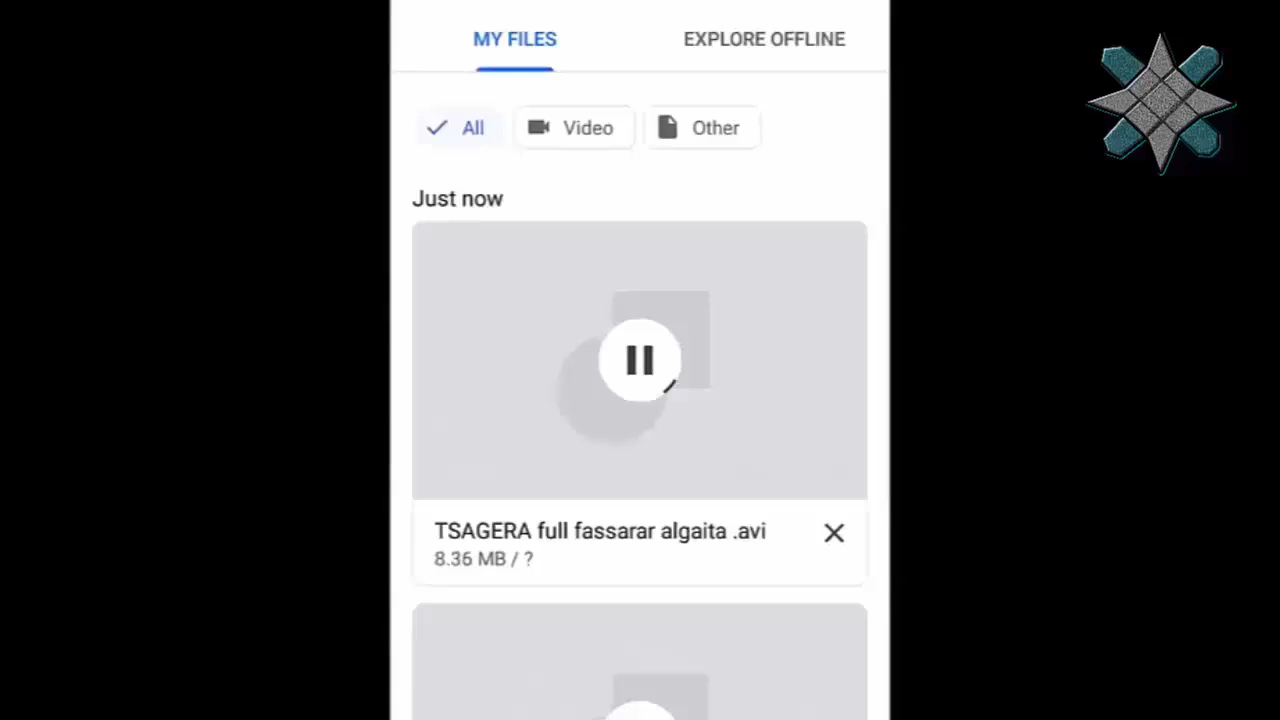 MY FILES
EXPLORE OFFLINE
All
Video
Other
Just now
TSAGERA full fassarar algaita .avi
8.36 MB / ?